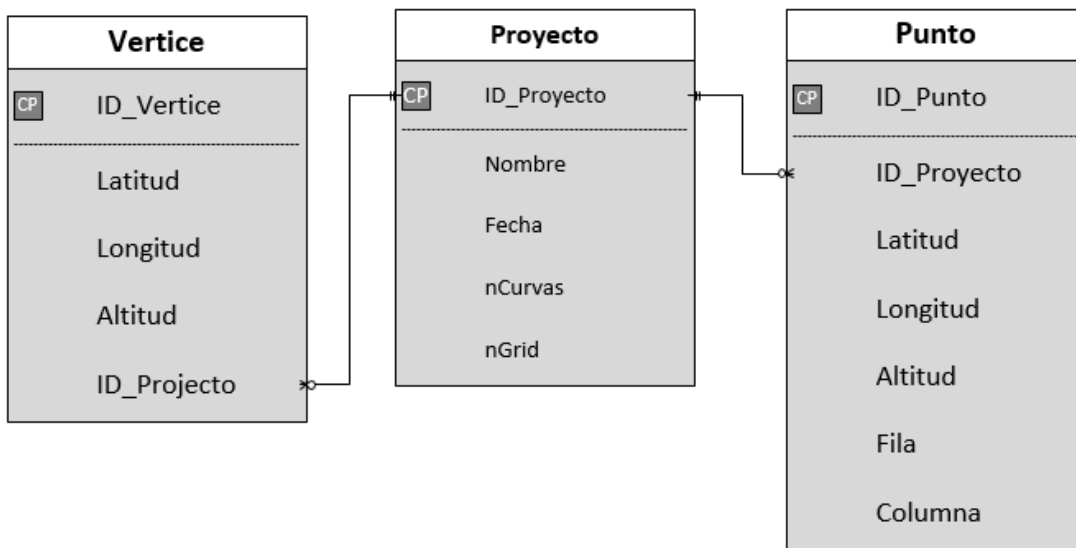 Vertice
CP ID_Vertice
Latitud
Longitud
Altitud
ID_Projecto
Proyecto
CP ID_Proyecto
Nombre
Fecha
nCurvas
nGrid
Punto
CP ID_Punto
ID_Proyecto
Latitud
Longitud
Altitud
Fila
Columna